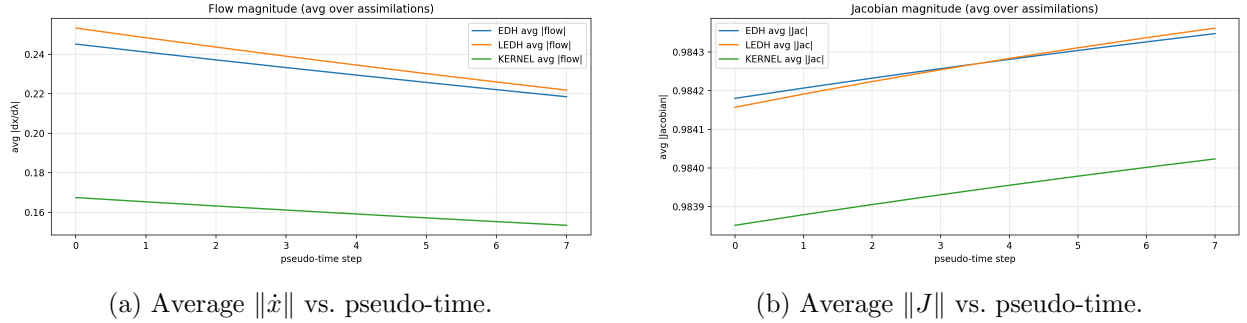 Flow magnitude (avg over assimilations)
avg |dx/dλ|
0.24
0.22
0.20
0.18
0.16
EDH avg |flow|
LEDH avg |flow|
KERNEL avg |flow|
0 1 2 3 4 5 6 7
pseudo-time step
(a) Average ‖ẋ‖ vs. pseudo-time.
Jacobian magnitude (avg over assimilations)
avg |Jacobian|
0.9843
0.9842
0.9841
0.9840
0.9839
EDH avg |Jac|
LEDH avg |Jac|
KERNEL avg |Jac|
0 1 2 3 4 5 6 7
pseudo-time step
(b) Average ‖J‖ vs. pseudo-time.